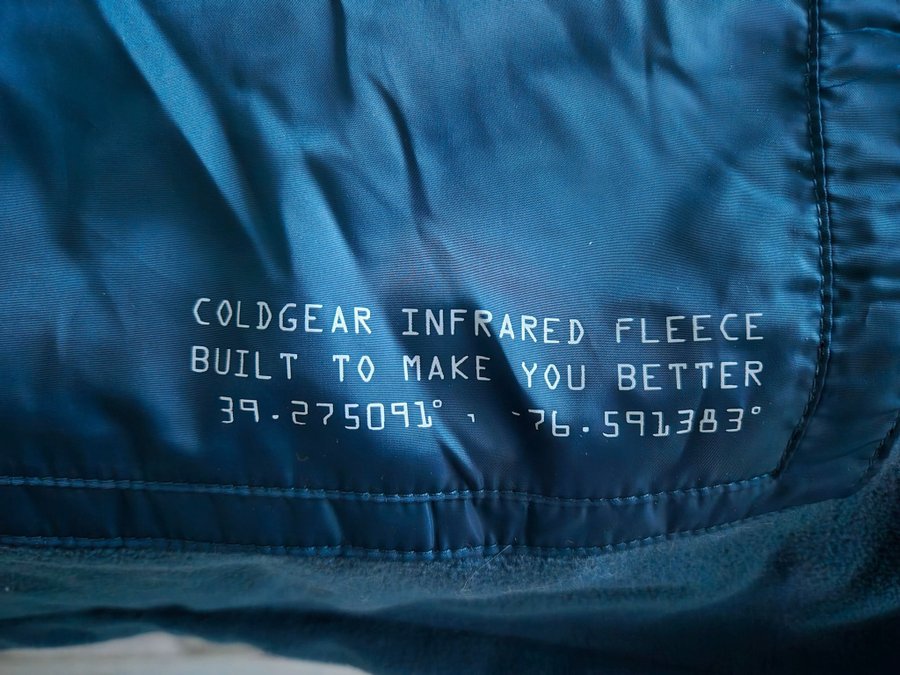 COLDGEAR INFRARED FLEECE
BUILT TO MAKE YOU BETTER
39.275091°, -76.591383°